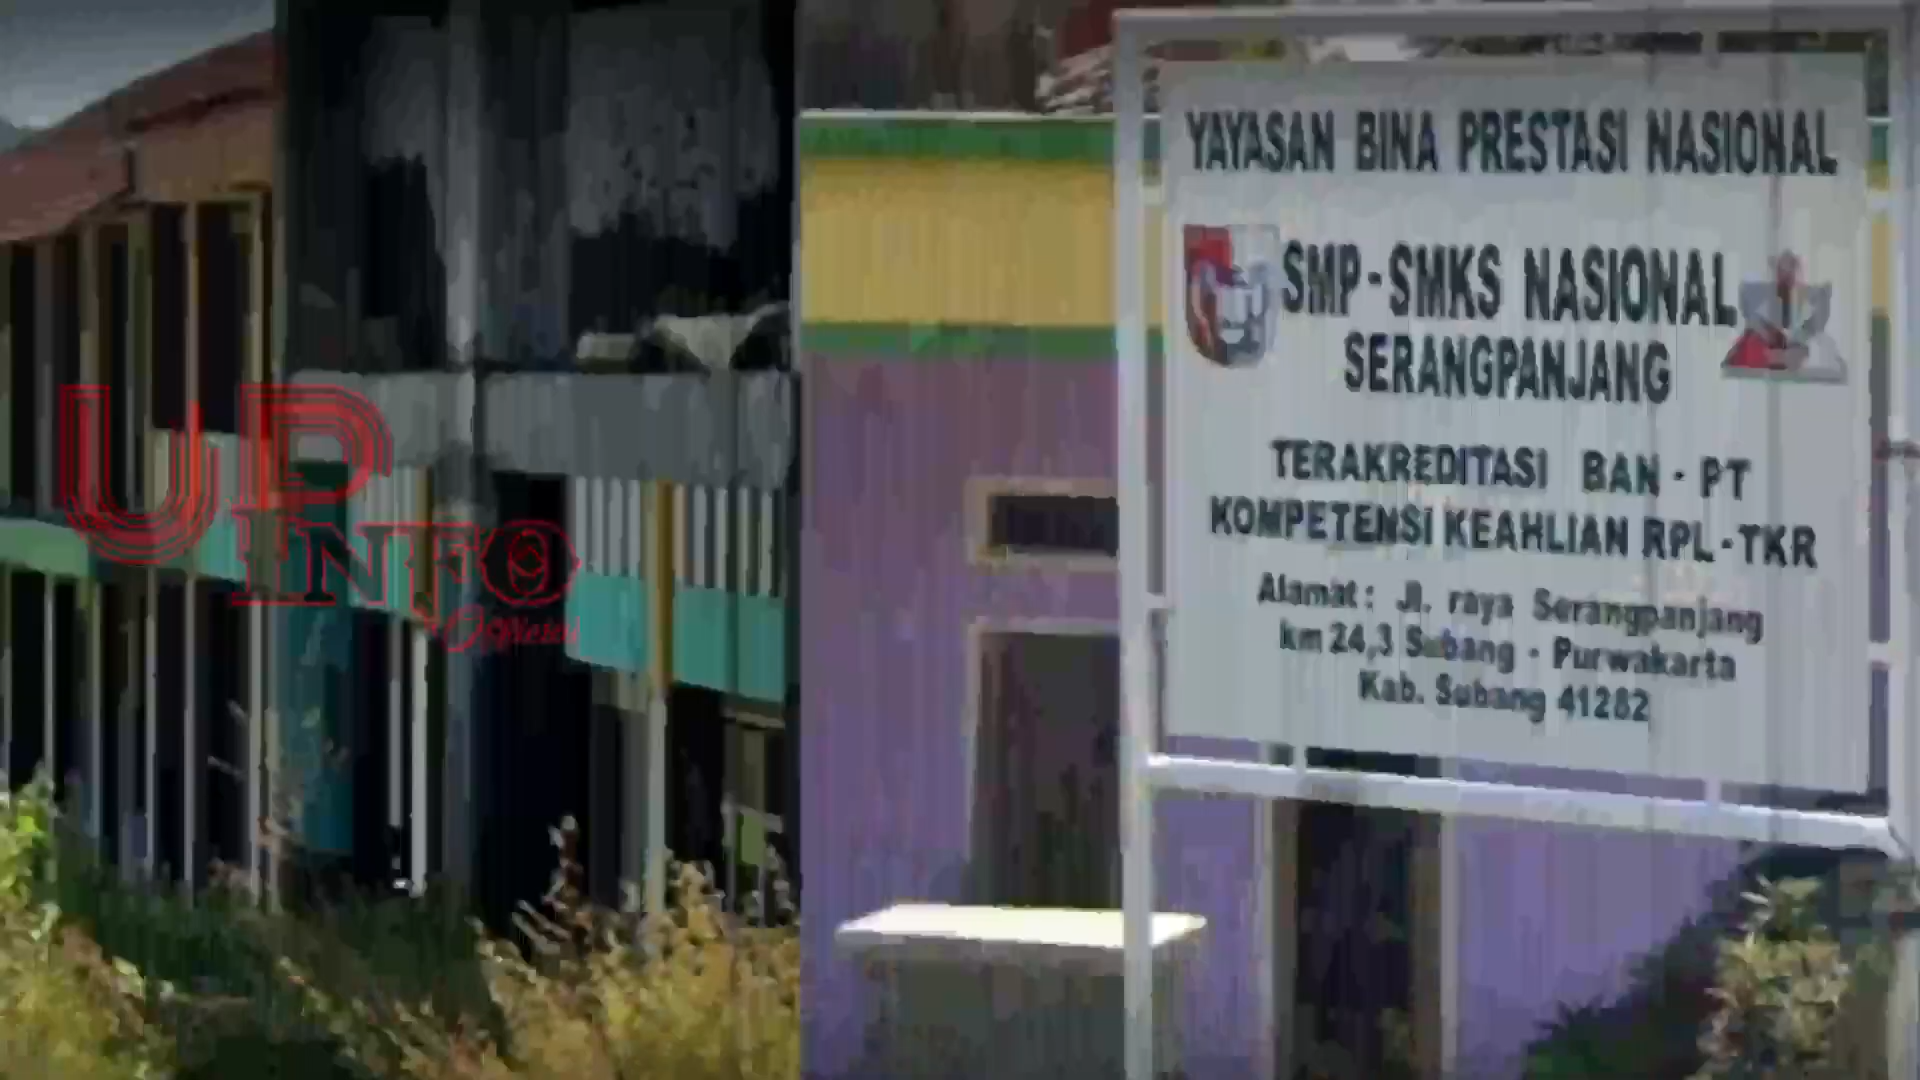 UP
INFO
Official
YAYASAN BINA PRESTASI NASIONAL
SMP-SMKS NASIONAL
SERANGPANJANG
TERAKREDITASI BAN - PT
KOMPETENSI KEAHLIAN RPL-TKR
Alamat: Jl. raya Serangpanjang
km 24,3 Subang - Purwakarta
Kab. Subang 41282